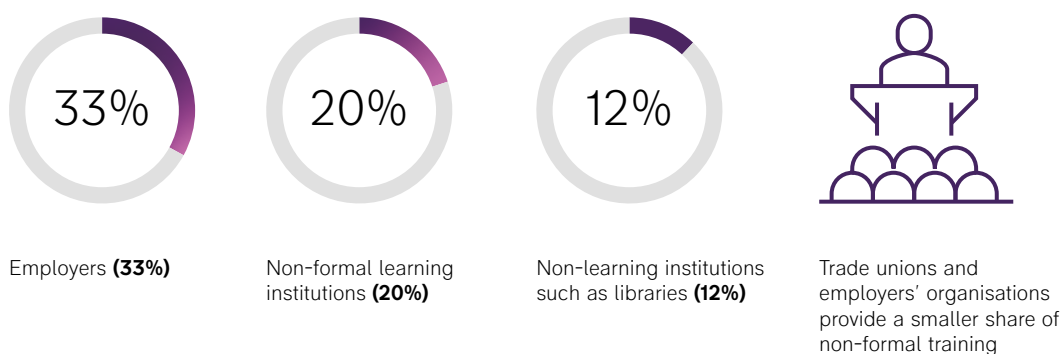 33%
20%
12%
Employers (33%)
Non-formal learning
institutions (20%)
Non-learning institutions
such as libraries (12%)
Trade unions and
employers’ organisations
provide a smaller share of
non-formal training